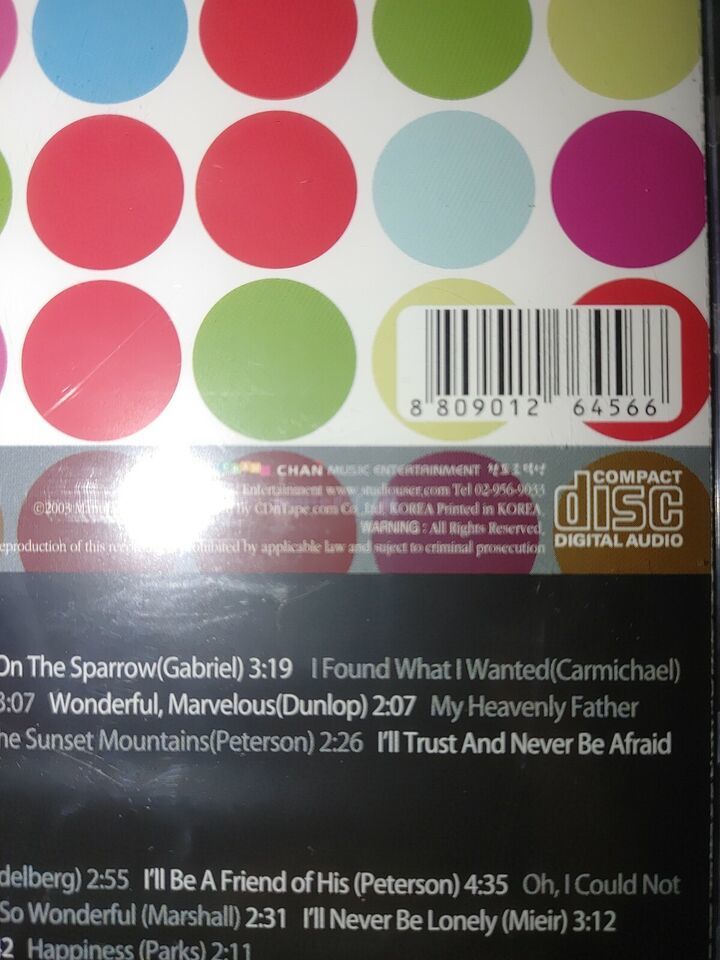 8 809012 64566
CHAN MUSIC ENTERTAINMENT
Entertainment www.studiouser.com Tel 02-956-9033
©2003 by CDnTape.com Co.,Ltd, KOREA Printed in KOREA.
WARNING : All Rights Reserved.
eproduction of this prohibited by applicable law and suject to criminal prosecution
COMPACT
disc
DIGITAL AUDIO
On The Sparrow(Gabriel) 3:19 I Found What I Wanted(Carmichael)
3:07 Wonderful, Marvelous(Dunlop) 2:07 My Heavenly Father
he Sunset Mountains(Peterson) 2:26 I'll Trust And Never Be Afraid
delberg) 2:55 I'll Be A Friend of His (Peterson) 4:35 Oh, I Could Not
So Wonderful (Marshall) 2:31 I'll Never Be Lonely (Mieir) 3:12
42 Happiness (Parks) 2:11